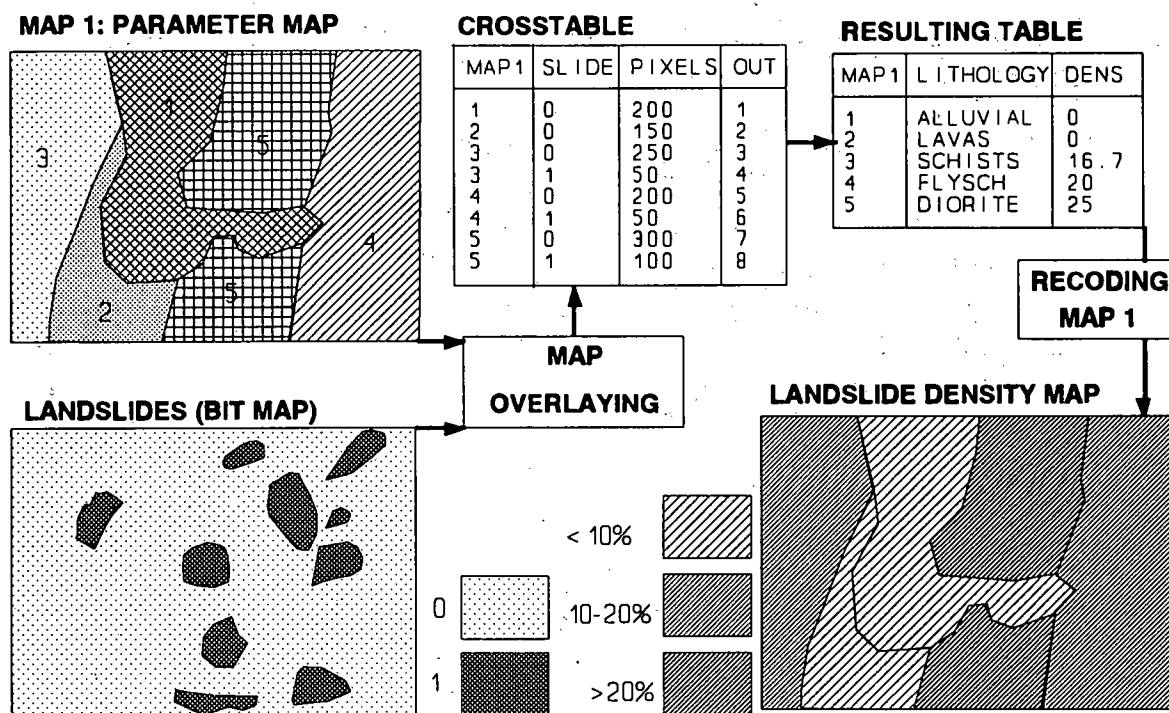 MAP 1: PARAMETER MAP
1
5
3
4
2
5
CROSSTABLE
MAP1 SLIDE PIXELS OUT
1 0 200 1
2 0 150 2
3 0 250 3
3 1 50 4
4 0 200 5
4 1 50 6
5 0 300 7
5 1 100 8
RESULTING TABLE
MAP1 LITHOLOGY DENS
1 ALLUVIAL 0
2 LAVAS 0
3 SCHISTS 16.7
4 FLYSCH 20
5 DIORITE 25
RECODING
MAP 1
MAP
OVERLAYING
LANDSLIDES (BIT MAP)
LANDSLIDE DENSITY MAP
< 10%
0
10-20%
1
>20%